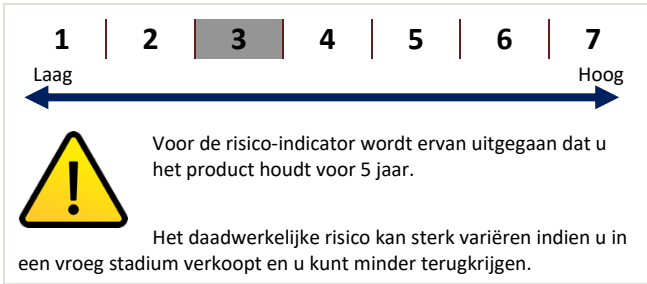 1 2 3 4 5 6 7
Laag Hoog
Voor de risico-indicator wordt ervan uitgegaan dat u
het product houdt voor 5 jaar.
Het daadwerkelijke risico kan sterk variëren indien u in
een vroeg stadium verkoopt en u kunt minder terugkrijgen.